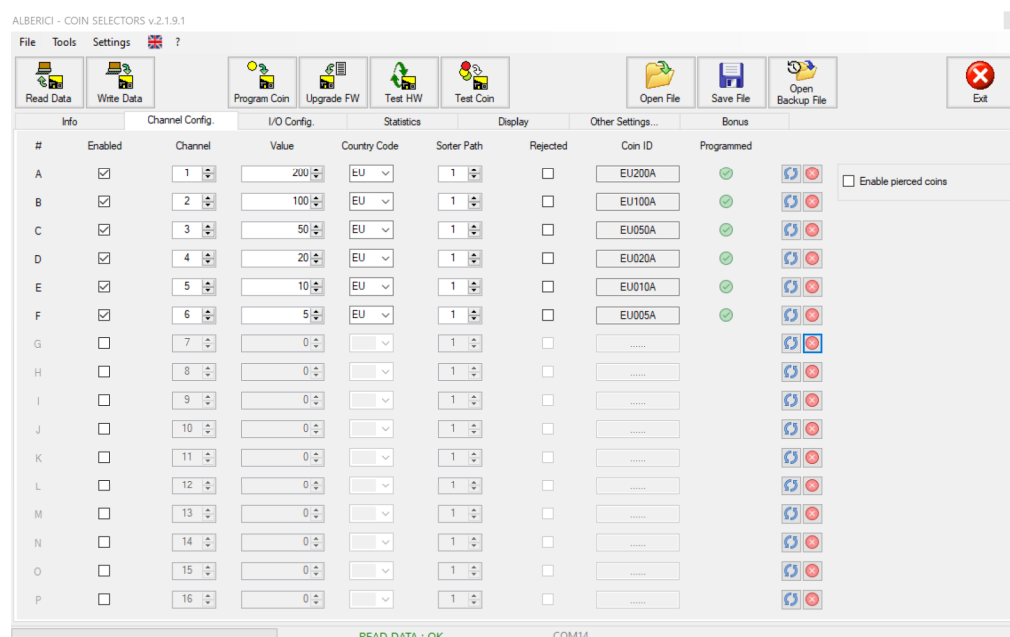 ALBERICI - COIN SELECTORS v.2.1.9.1
File Tools Settings ?
Read Data Write Data Program Coin Upgrade FW Test HW Test Coin Open File Save File Open Backup File Exit
Info Channel Config. I/O Config. Statistics Display Other Settings... Bonus
# Enabled Channel Value Country Code Sorter Path Rejected Coin ID Programmed
A 1 200 EU 1 EU200A
Enable pierced coins
B 2 100 EU 1 EU100A
C 3 50 EU 1 EU050A
D 4 20 EU 1 EU020A
E 5 10 EU 1 EU010A
F 6 5 EU 1 EU005A
G 7 0 1 ......
H 8 0 1 ......
I 9 0 1 ......
J 10 0 1 ......
K 11 0 1 ......
L 12 0 1 ......
M 13 0 1 ......
N 14 0 1 ......
O 15 0 1 ......
P 16 0 1 ......
READ DATA : OK COM14